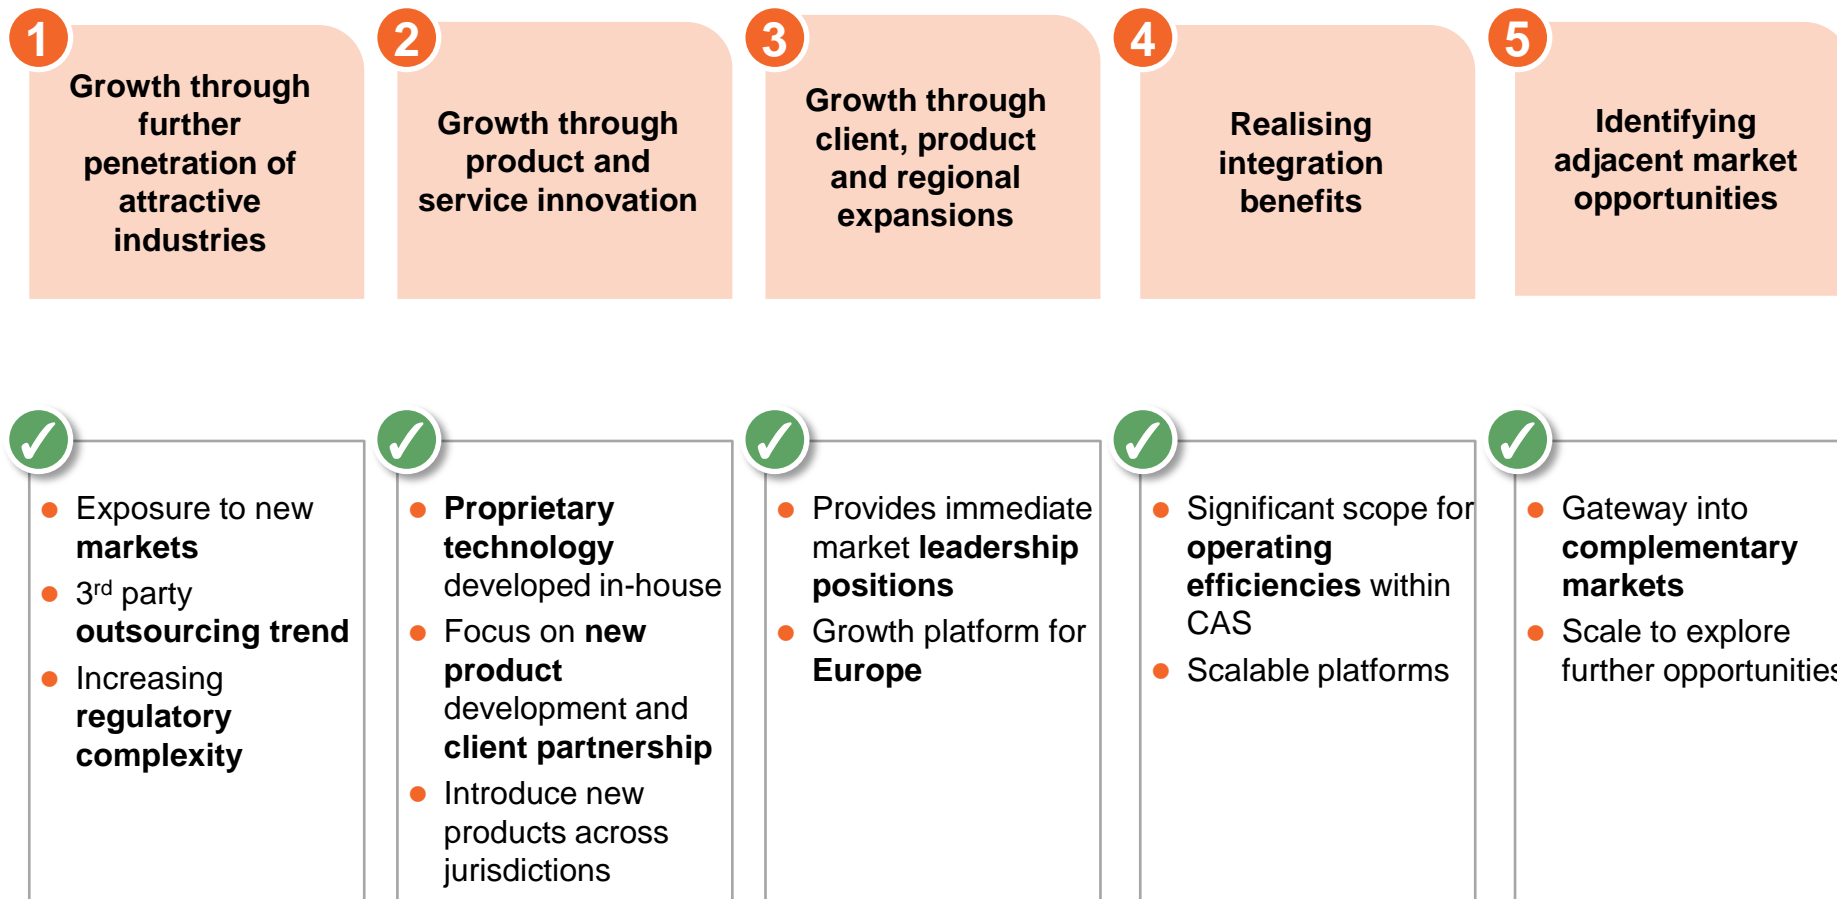 1
Growth through
further
penetration of
attractive
industries
2
Growth through
product and
service innovation
3
Growth through
client, product
and regional
expansions
4
Realising
integration
benefits
5
Identifying
adjacent market
opportunities
Exposure to new
markets
3rd party
outsourcing trend
Increasing
regulatory
complexity
Proprietary
technology
developed in-house
Focus on new
product
development and
client partnership
Introduce new
products across
jurisdictions
Provides immediate
market leadership
positions
Growth platform for
Europe
Significant scope for
operating
efficiencies within
CAS
Scalable platforms
Gateway into
complementary
markets
Scale to explore
further opportunities